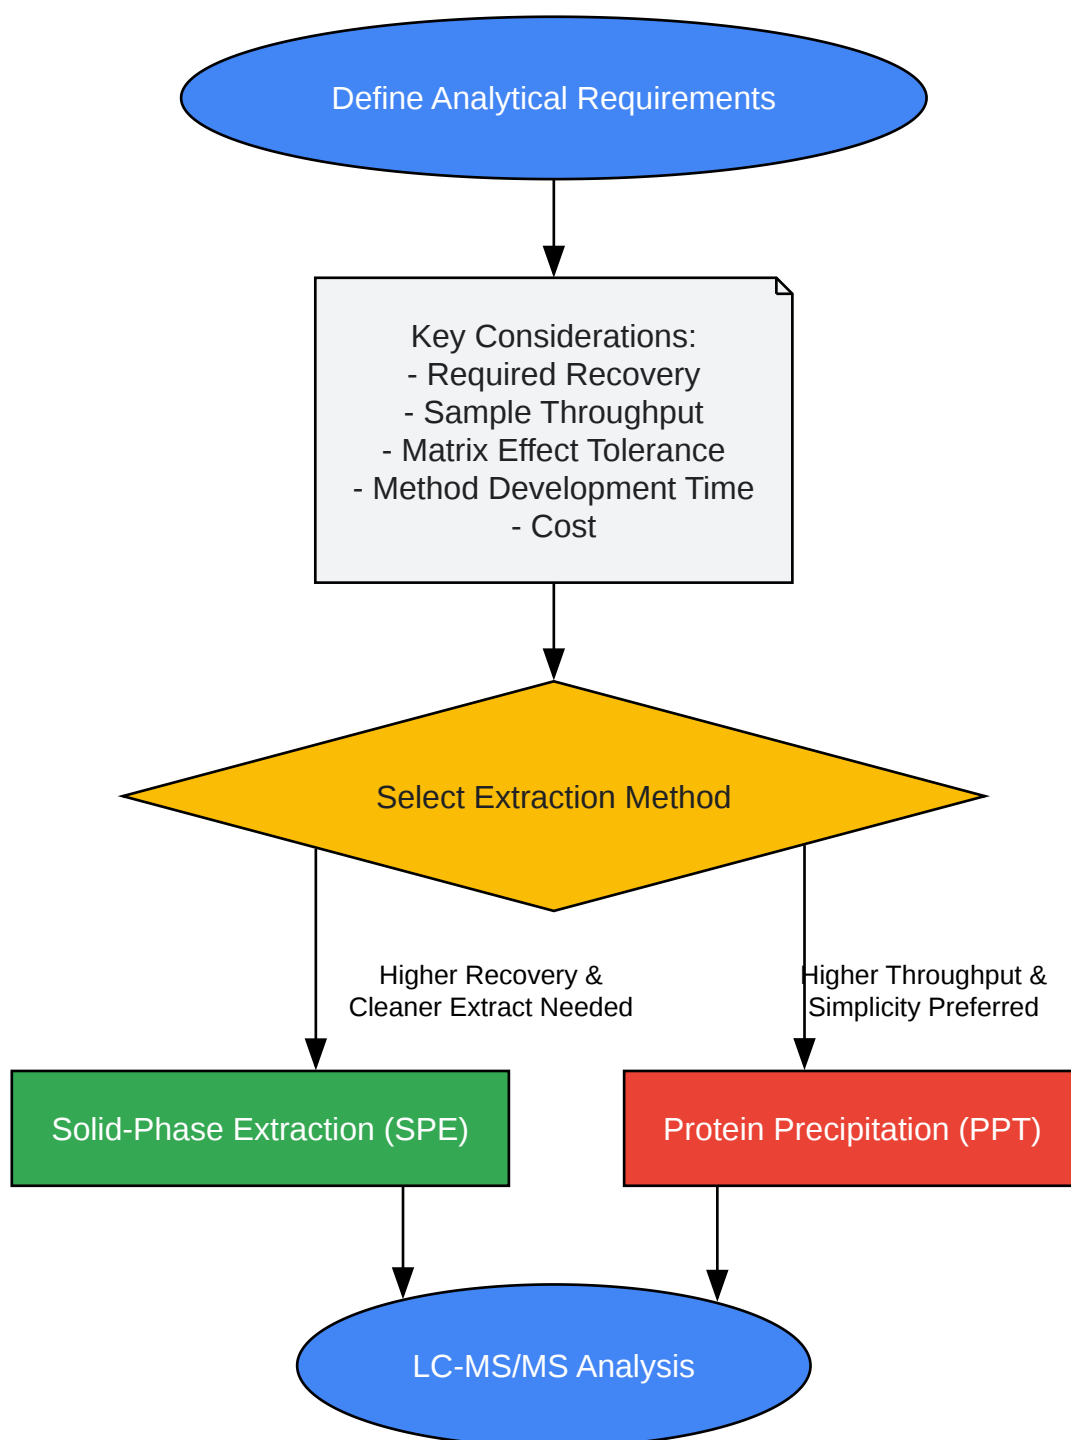 Define Analytical Requirements
Key Considerations:
- Required Recovery
- Sample Throughput
- Matrix Effect Tolerance
- Method Development Time
- Cost
Select Extraction Method
Higher Recovery &
Cleaner Extract Needed
Higher Throughput &
Simplicity Preferred
Solid-Phase Extraction (SPE)
Protein Precipitation (PPT)
LC-MS/MS Analysis